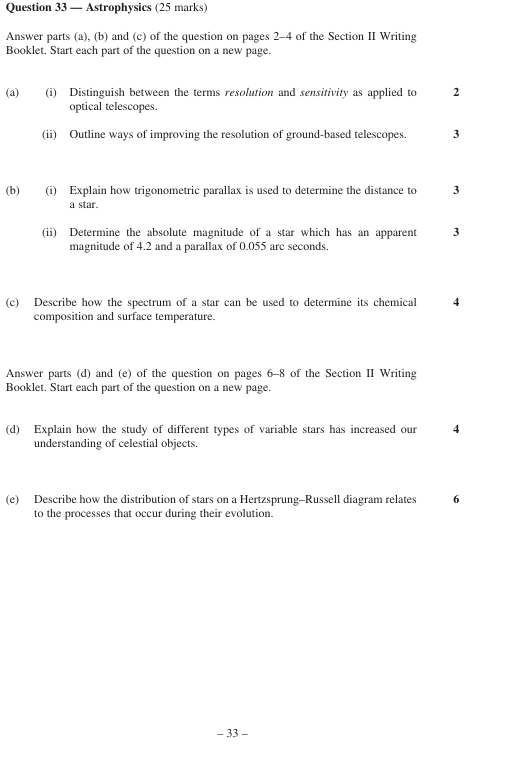 Question 33 — Astrophysics (25 marks)
Answer parts (a), (b) and (c) of the question on pages 2–4 of the Section II Writing
Booklet. Start each part of the question on a new page.
(a) (i) Distinguish between the terms resolution and sensitivity as applied to 2
optical telescopes.
(ii) Outline ways of improving the resolution of ground-based telescopes. 3
(b) (i) Explain how trigonometric parallax is used to determine the distance to 3
a star.
(ii) Determine the absolute magnitude of a star which has an apparent 3
magnitude of 4.2 and a parallax of 0.055 arc seconds.
(c) Describe how the spectrum of a star can be used to determine its chemical 4
composition and surface temperature.
Answer parts (d) and (e) of the question on pages 6–8 of the Section II Writing
Booklet. Start each part of the question on a new page.
(d) Explain how the study of different types of variable stars has increased our 4
understanding of celestial objects.
(e) Describe how the distribution of stars on a Hertzsprung–Russell diagram relates 6
to the processes that occur during their evolution.
– 33 –